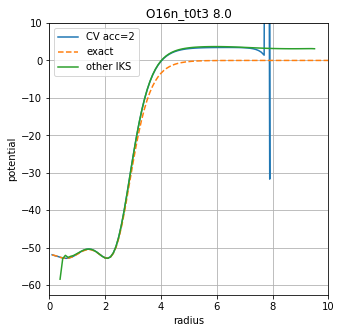 O16n_t0t3 8.0
CV acc=2
exact
other IKS
10
0
−10
−20
−30
−40
−50
−60
potential
0
2
4
6
8
10
radius